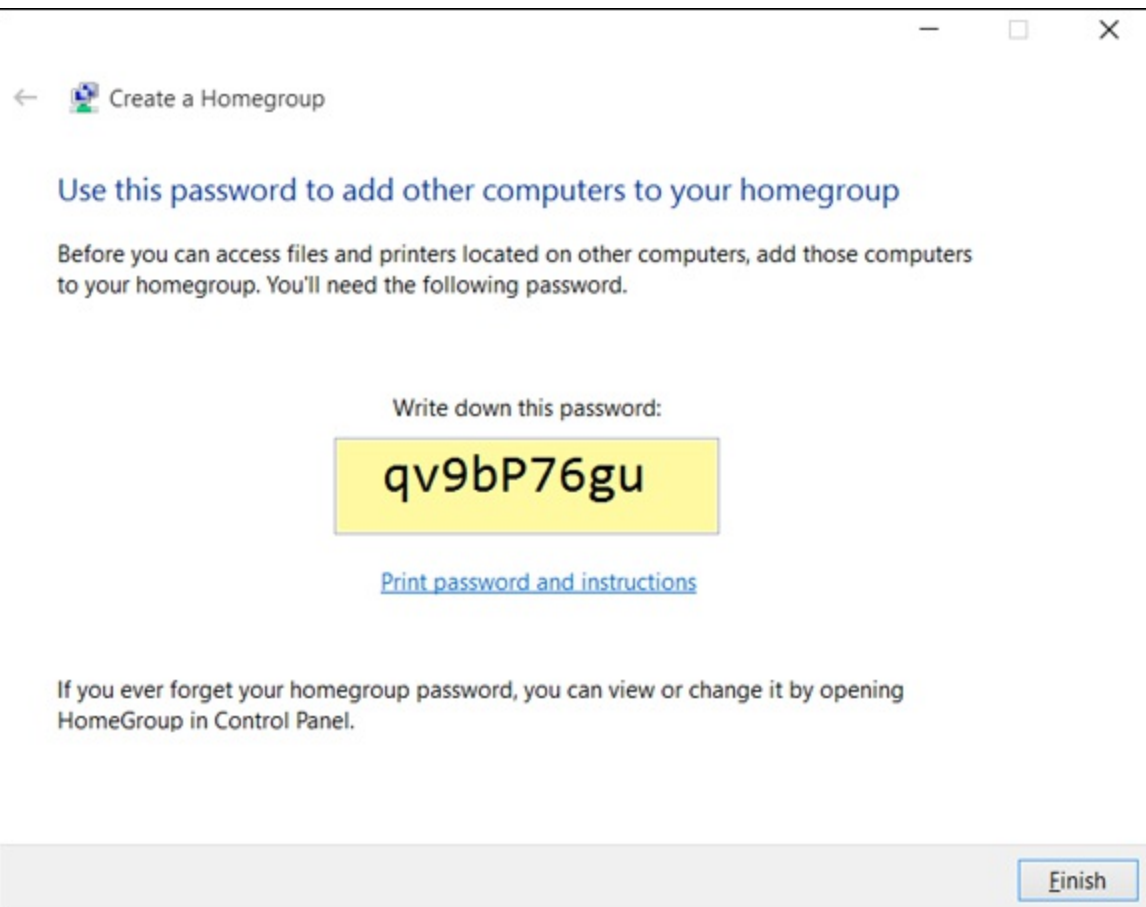 Create a Homegroup
Use this password to add other computers to your homegroup
Before you can access files and printers located on other computers, add those computers
to your homegroup. You'll need the following password.
Write down this password:
qv9bP76gu
Print password and instructions
If you ever forget your homegroup password, you can view or change it by opening
HomeGroup in Control Panel.
Finish